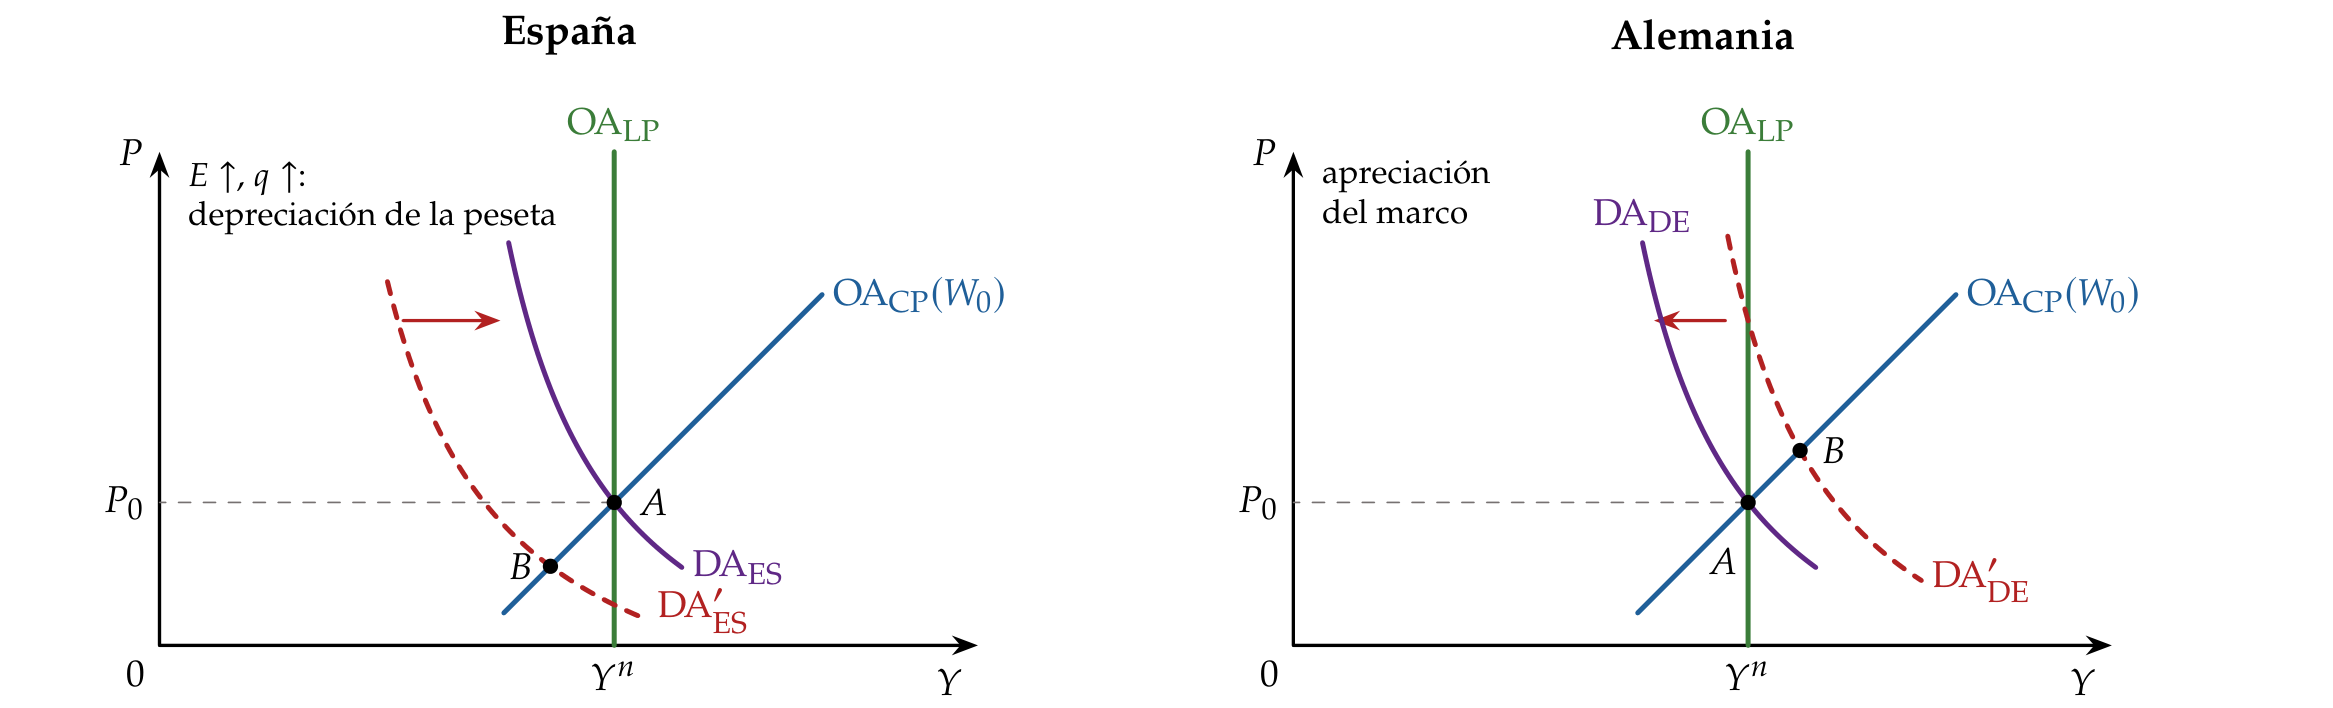 España
OA_LP
P
E ↑, q ↑:
depreciación de la peseta
OA_CP(W_0)
P_0
A
B
DA_ES
DA′_ES
0
Y^n
Y
Alemania
OA_LP
P
apreciación
del marco
DA_DE
OA_CP(W_0)
B
P_0
A
DA′_DE
0
Y^n
Y